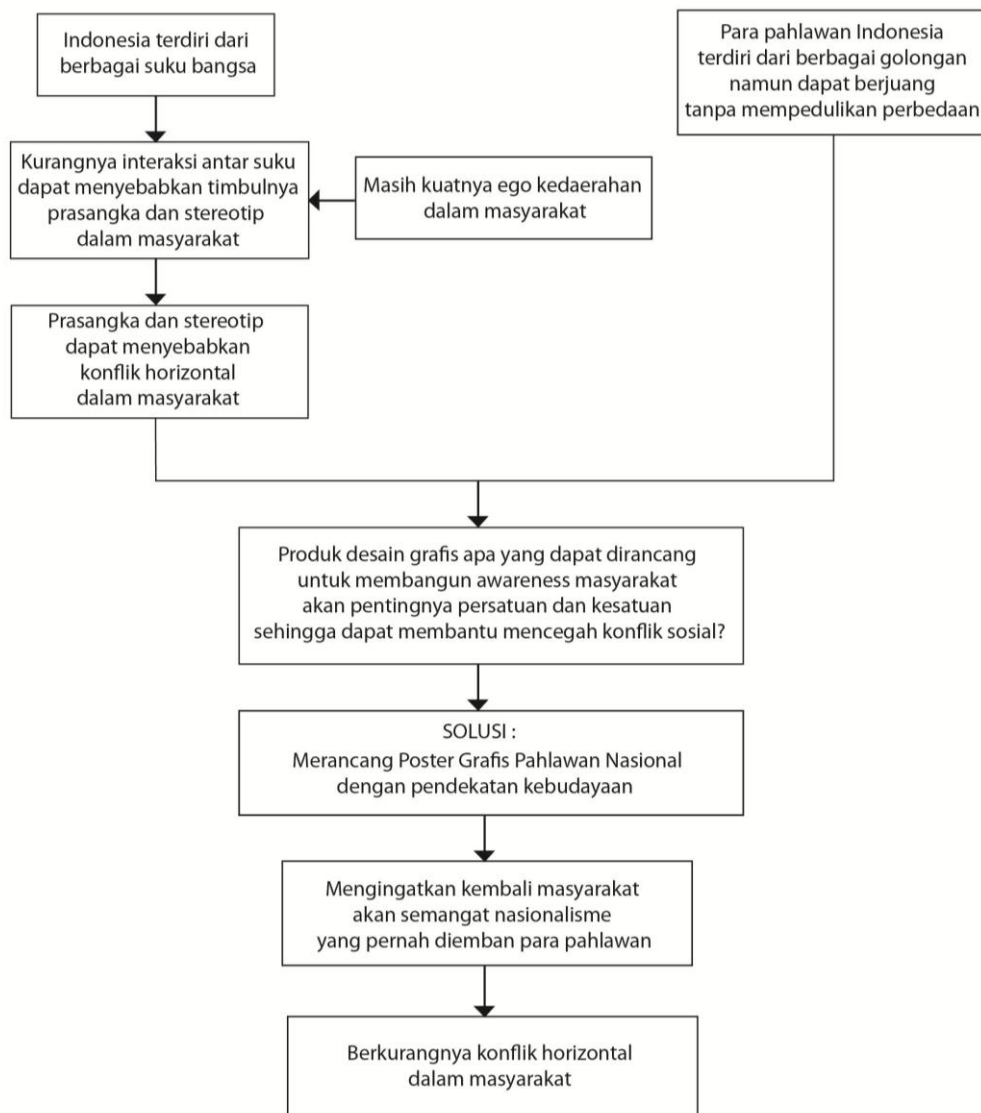 Indonesia terdiri dari
berbagai suku bangsa
Para pahlawan Indonesia
terdiri dari berbagai golongan
namun dapat berjuang
tanpa mempedulikan perbedaan
Kurangnya interaksi antar suku
dapat menyebabkan timbulnya
prasangka dan stereotip
dalam masyarakat
Masih kuatnya ego kedaerahan
dalam masyarakat
Prasangka dan stereotip
dapat menyebabkan
konflik horizontal
dalam masyarakat
Produk desain grafis apa yang dapat dirancang
untuk membangun awareness masyarakat
akan pentingnya persatuan dan kesatuan
sehingga dapat membantu mencegah konflik sosial?
SOLUSI :
Merancang Poster Grafis Pahlawan Nasional
dengan pendekatan kebudayaan
Mengingatkan kembali masyarakat
akan semangat nasionalisme
yang pernah diemban para pahlawan
Berkurangnya konflik horizontal
dalam masyarakat